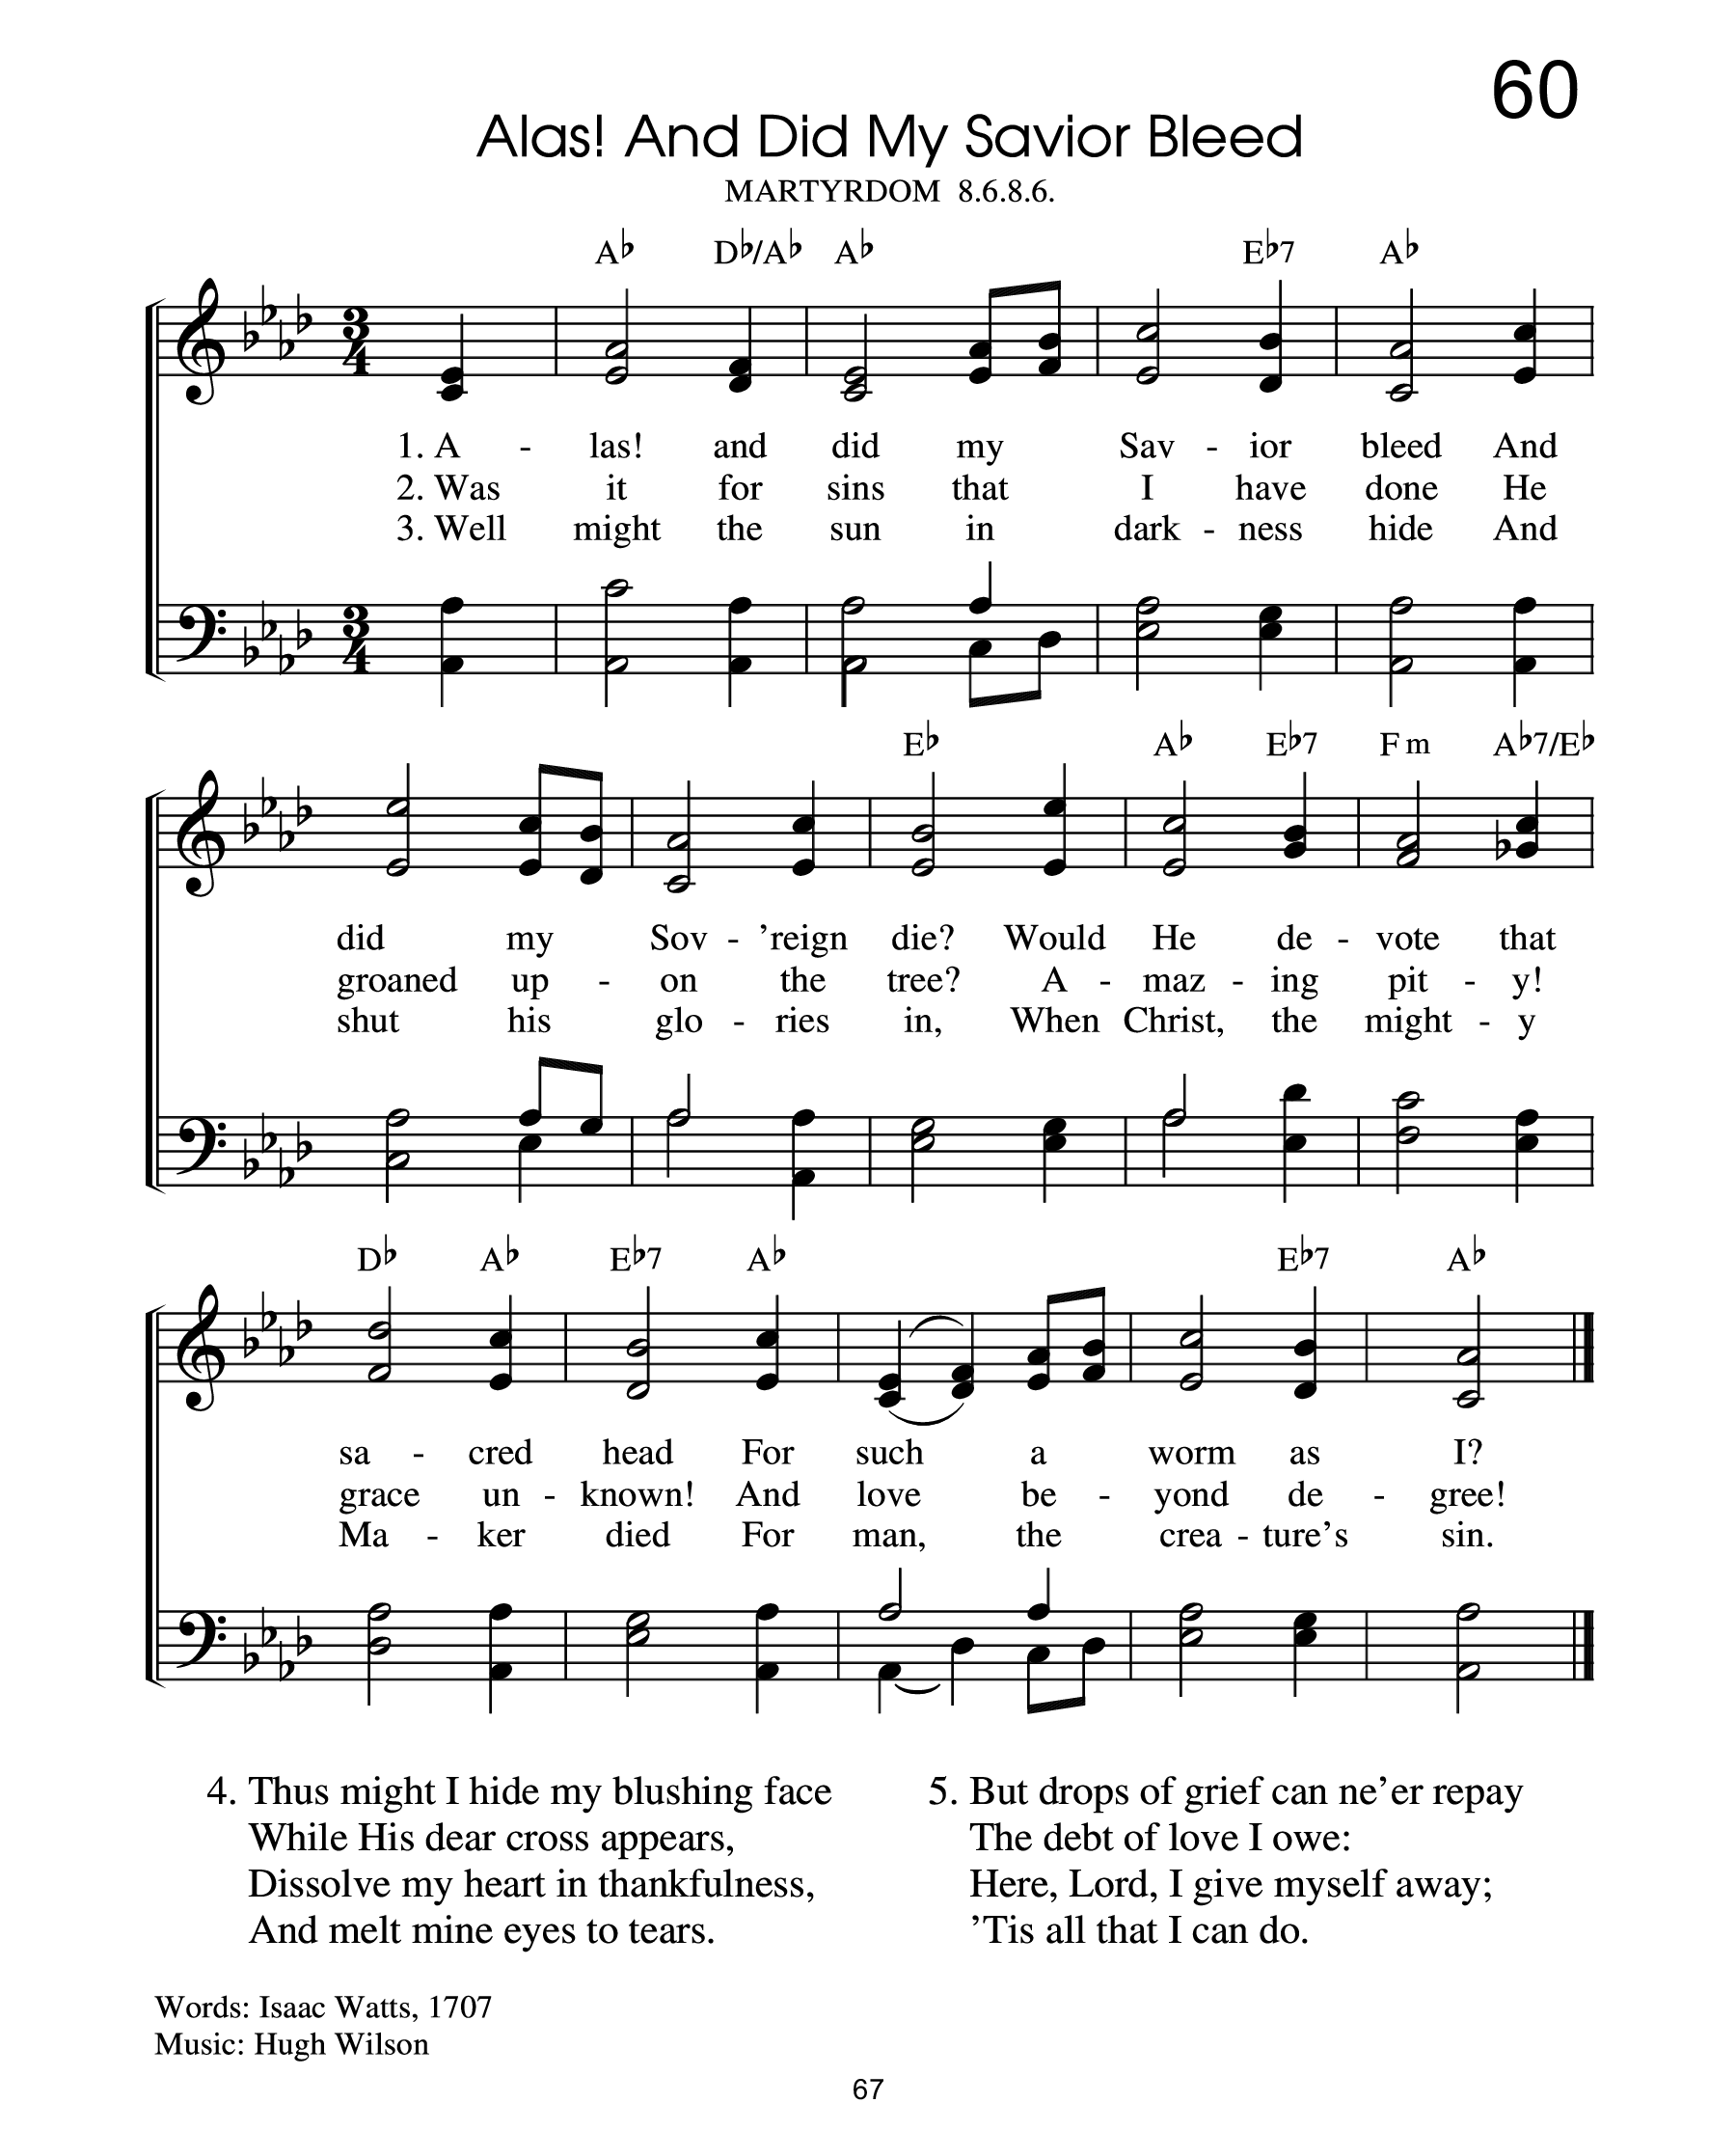 60
Alas! And Did My Savior Bleed
MARTYRDOM 8.6.8.6.
A♭ D♭/A♭ A♭ E♭7 A♭
1. A - las! and did my Sav - ior bleed And
2. Was it for sins that I have done He
3. Well might the sun in dark - ness hide And
E♭ A♭ E♭7 F m A♭7/E♭
did my Sov - ’reign die? Would He de - vote that
groaned up - on the tree? A - maz - ing pit - y!
shut his glo - ries in, When Christ, the might - y
D♭ A♭ E♭7 A♭ E♭7 A♭
sa - cred head For such a worm as I?
grace un - known! And love be - yond de - gree!
Ma - ker died For man, the crea - ture’s sin.
4. Thus might I hide my blushing face
While His dear cross appears,
Dissolve my heart in thankfulness,
And melt mine eyes to tears.
5. But drops of grief can ne’er repay
The debt of love I owe:
Here, Lord, I give myself away;
’Tis all that I can do.
Words: Isaac Watts, 1707
Music: Hugh Wilson
67